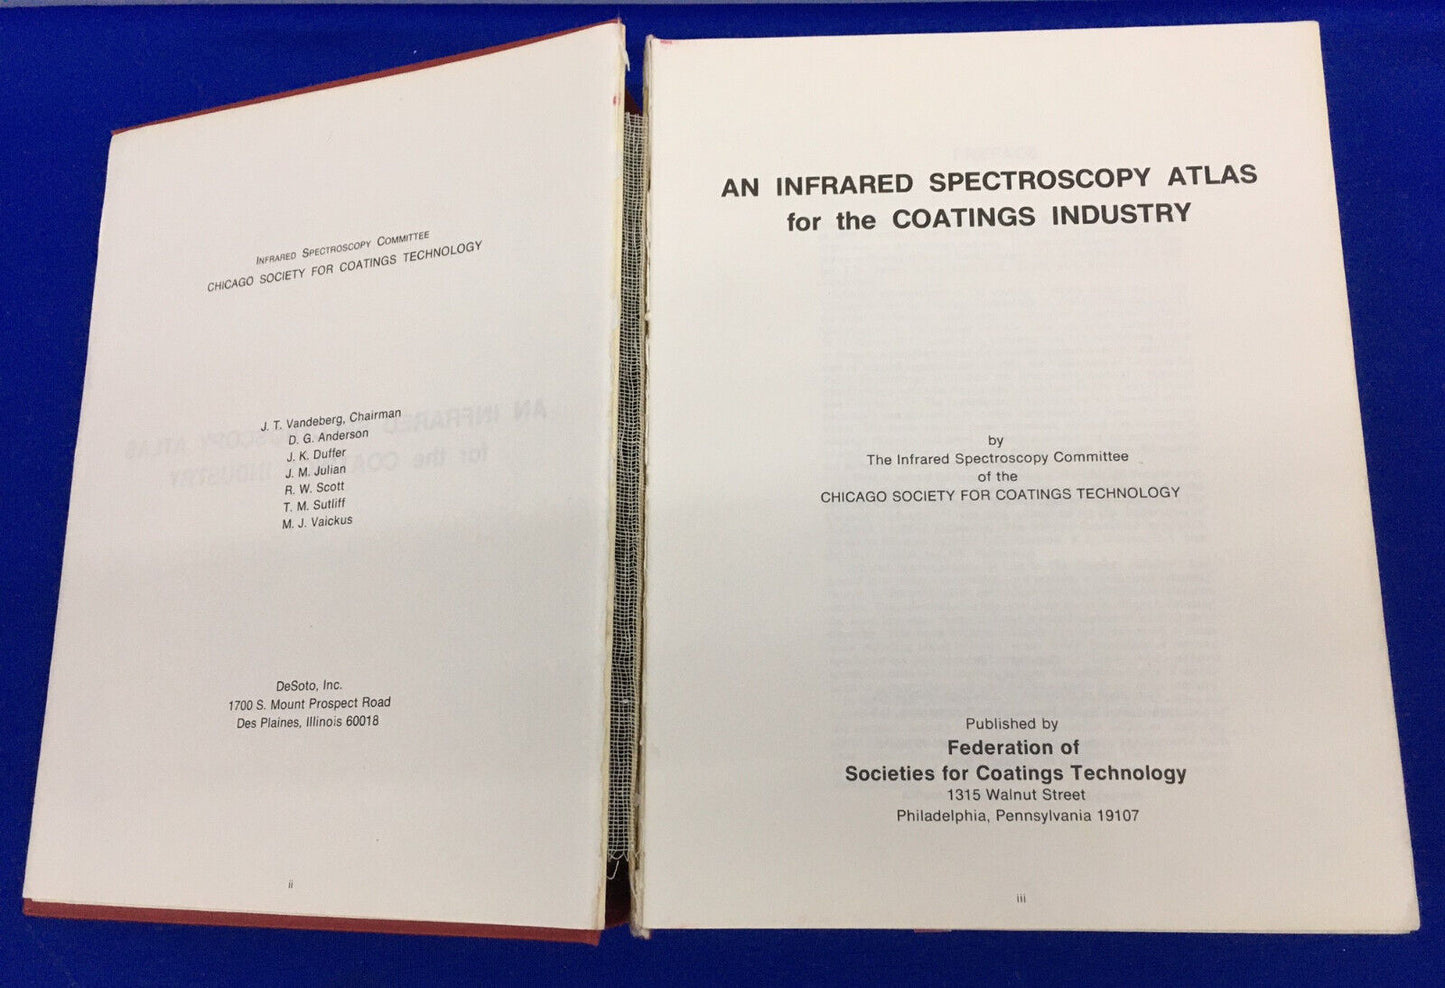 INFRARED SPECTROSCOPY COMMITTEE
CHICAGO SOCIETY FOR COATINGS TECHNOLOGY
J. T. Vandeberg, Chairman
D. G. Anderson
J. K. Duffer
J. M. Julian
R. W. Scott
T. M. Sutliff
M. J. Vaickus
DeSoto, Inc.
1700 S. Mount Prospect Road
Des Plaines, Illinois 60018
ii
AN INFRARED SPECTROSCOPY ATLAS
for the COATINGS INDUSTRY
by
The Infrared Spectroscopy Committee
of the
CHICAGO SOCIETY FOR COATINGS TECHNOLOGY
Published by
Federation of
Societies for Coatings Technology
1315 Walnut Street
Philadelphia, Pennsylvania 19107
iii